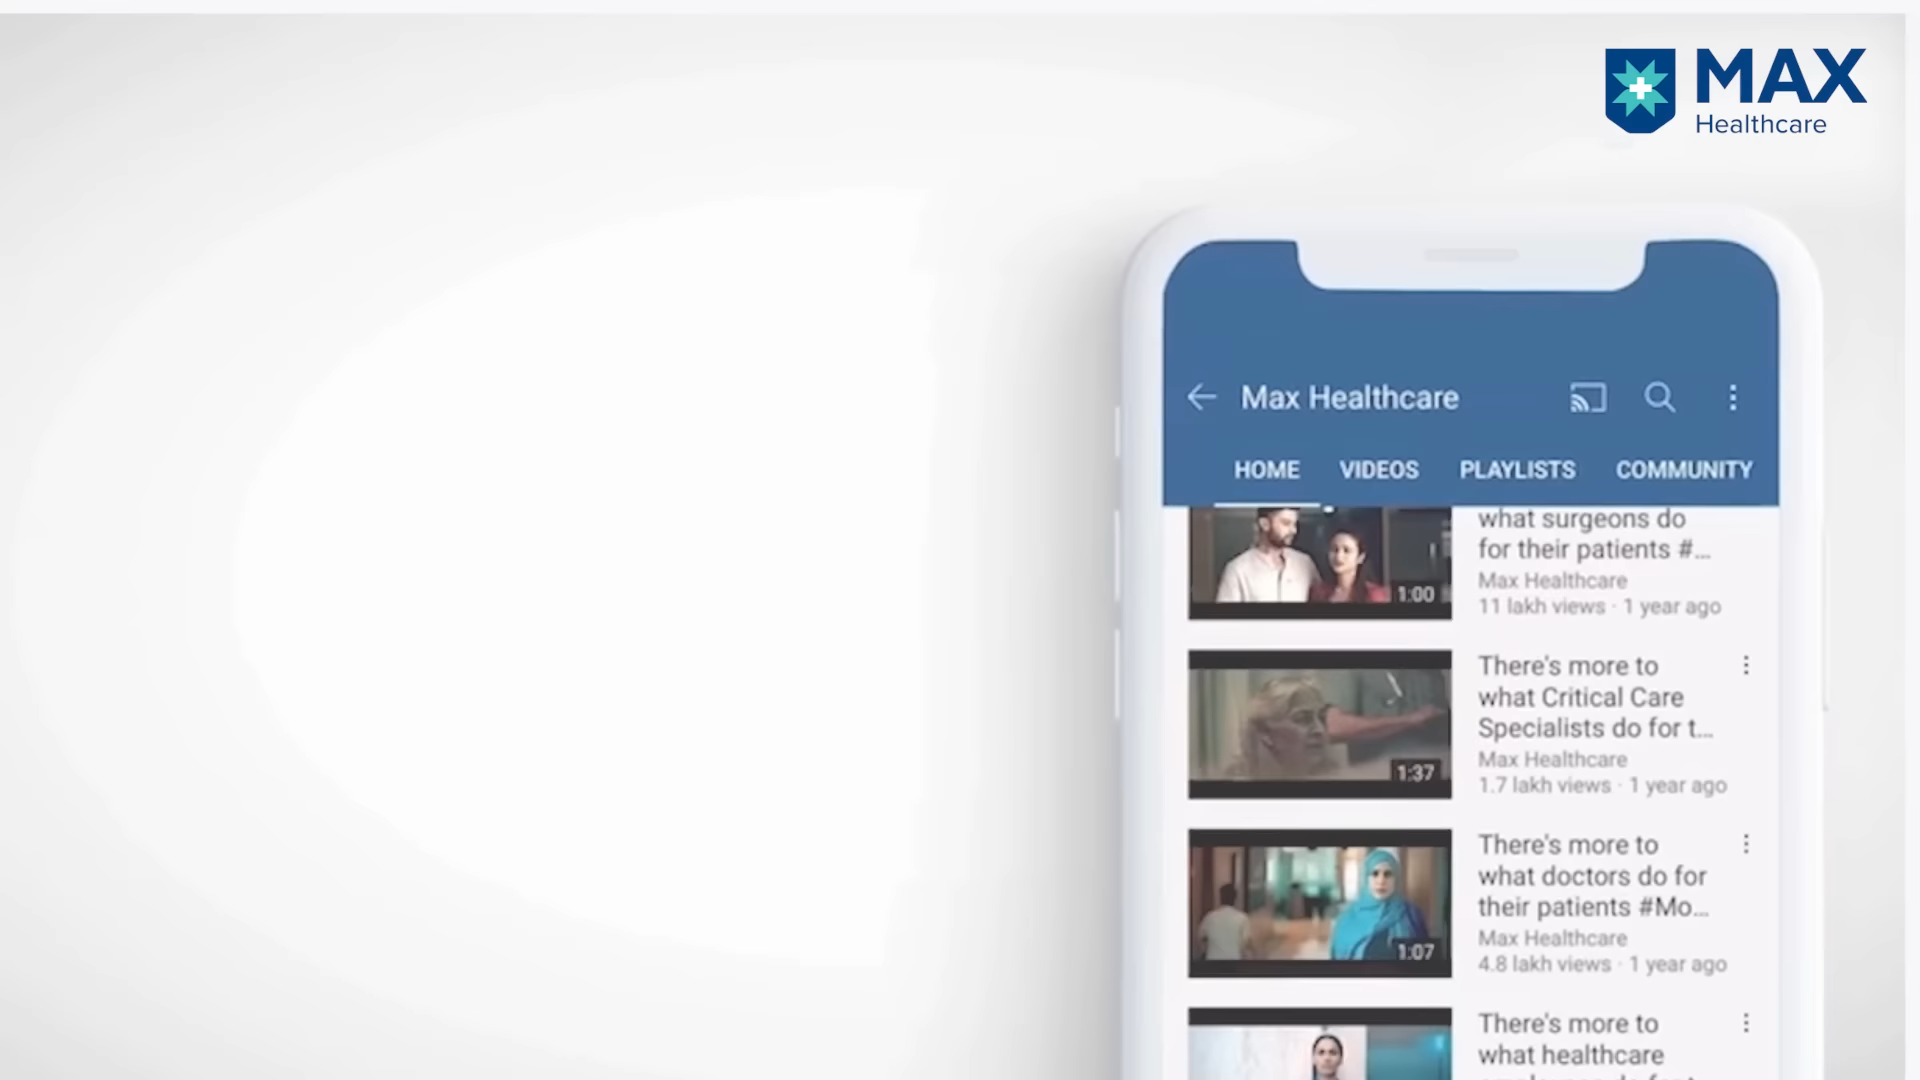 MAX
Healthcare
Max Healthcare
HOME VIDEOS PLAYLISTS COMMUNITY
what surgeons do
for their patients #...
Max Healthcare
11 lakh views · 1 year ago
1:00
There's more to
what Critical Care
Specialists do for t...
Max Healthcare
1.7 lakh views · 1 year ago
1:37
There's more to
what doctors do for
their patients #Mo...
Max Healthcare
4.8 lakh views · 1 year ago
1:07
There's more to
what healthcare